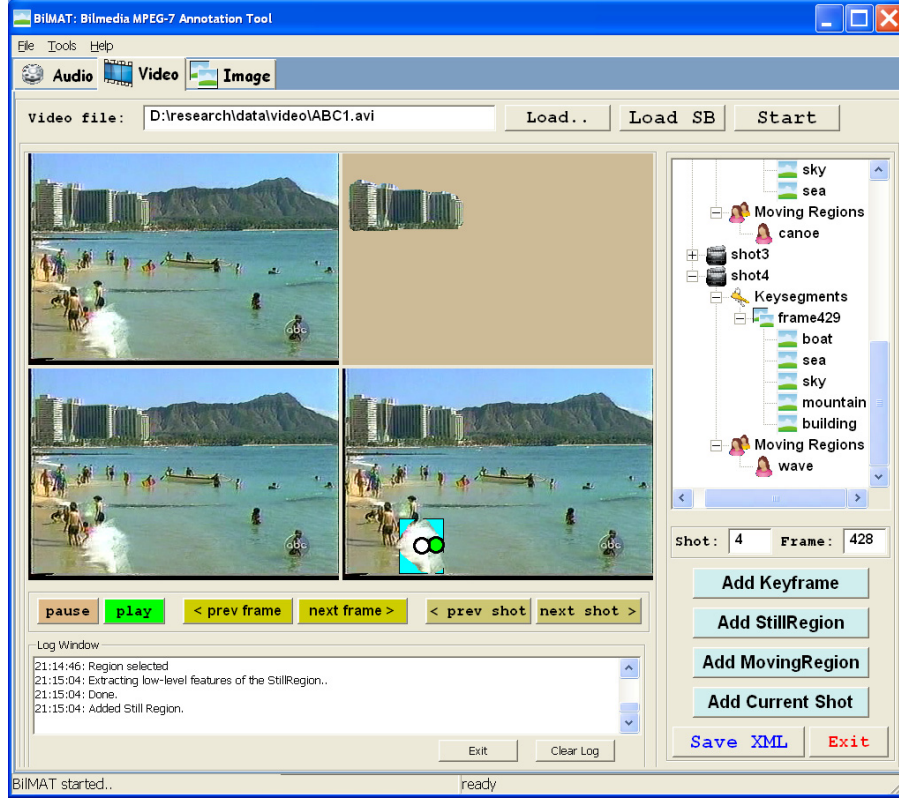 BilMAT: Bilmedia MPEG-7 Annotation Tool
File Tools Help
Audio Video Image
Video file: D:\research\data\video\ABC1.avi Load.. Load SB Start
sky
sea
Moving Regions
canoe
shot3
shot4
Keysegments
frame429
boat
sea
sky
mountain
building
Moving Regions
wave
abc
abc
abc
Shot: 4 Frame: 428
pause play < prev frame next frame > < prev shot next shot >
Add Keyframe
Add StillRegion
Add MovingRegion
Add Current Shot
Save XML Exit
Log Window
21:14:46: Region selected
21:15:04: Extracting low-level features of the StillRegion..
21:15:04: Done.
21:15:04: Added Still Region.
Exit Clear Log
BilMAT started.. ready